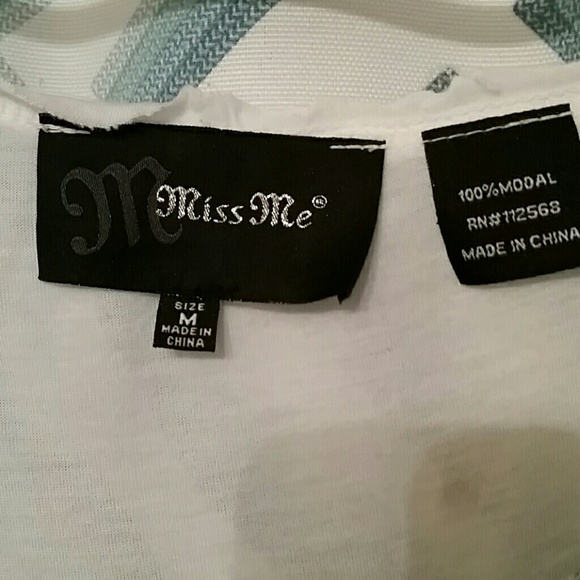 M Miss Me®
SIZE
M
MADE IN
CHINA
100% MODAL
RN#112568
MADE IN CHINA